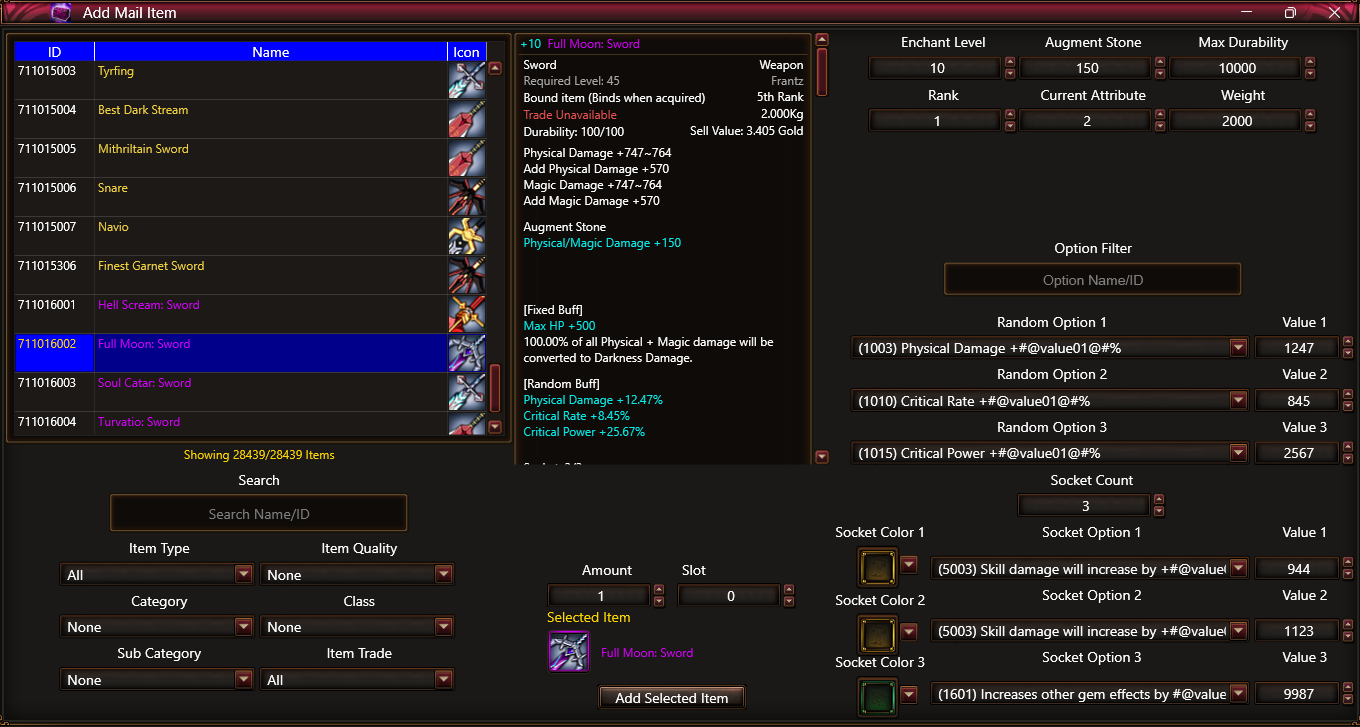 Add Mail Item
ID Name Icon
711015003 Tyrfing
711015004 Best Dark Stream
711015005 Mithriltain Sword
711015006 Snare
711015007 Navio
711015306 Finest Garnet Sword
711016001 Hell Scream: Sword
711016002 Full Moon: Sword
711016003 Soul Catar: Sword
711016004 Turvatio: Sword
Showing 28439/28439 Items
Search
Search Name/ID
Item Type Item Quality
All None
Category Class
None None
Sub Category Item Trade
None All
+10 Full Moon: Sword
Sword Weapon
Required Level: 45 Frantz
Bound item (Binds when acquired) 5th Rank
Trade Unavailable 2.000Kg
Durability: 100/100 Sell Value: 3.405 Gold
Physical Damage +747~764
Add Physical Damage +570
Magic Damage +747~764
Add Magic Damage +570
Augment Stone
Physical/Magic Damage +150
[Fixed Buff]
Max HP +500
100.00% of all Physical + Magic damage will be
converted to Darkness Damage.
[Random Buff]
Physical Damage +12.47%
Critical Rate +8.45%
Critical Power +25.67%
Amount Slot
1 0
Selected Item
Full Moon: Sword
Add Selected Item
Enchant Level Augment Stone Max Durability
10 150 10000
Rank Current Attribute Weight
1 2 2000
Option Filter
Option Name/ID
Random Option 1 Value 1
(1003) Physical Damage +#@value01@#% 1247
Random Option 2 Value 2
(1010) Critical Rate +#@value01@#% 845
Random Option 3 Value 3
(1015) Critical Power +#@value01@#% 2567
Socket Count
3
Socket Color 1 Socket Option 1 Value 1
(5003) Skill damage will increase by +#@value 944
Socket Color 2 Socket Option 2 Value 2
(5003) Skill damage will increase by +#@value 1123
Socket Color 3 Socket Option 3 Value 3
(1601) Increases other gem effects by #@value 9987